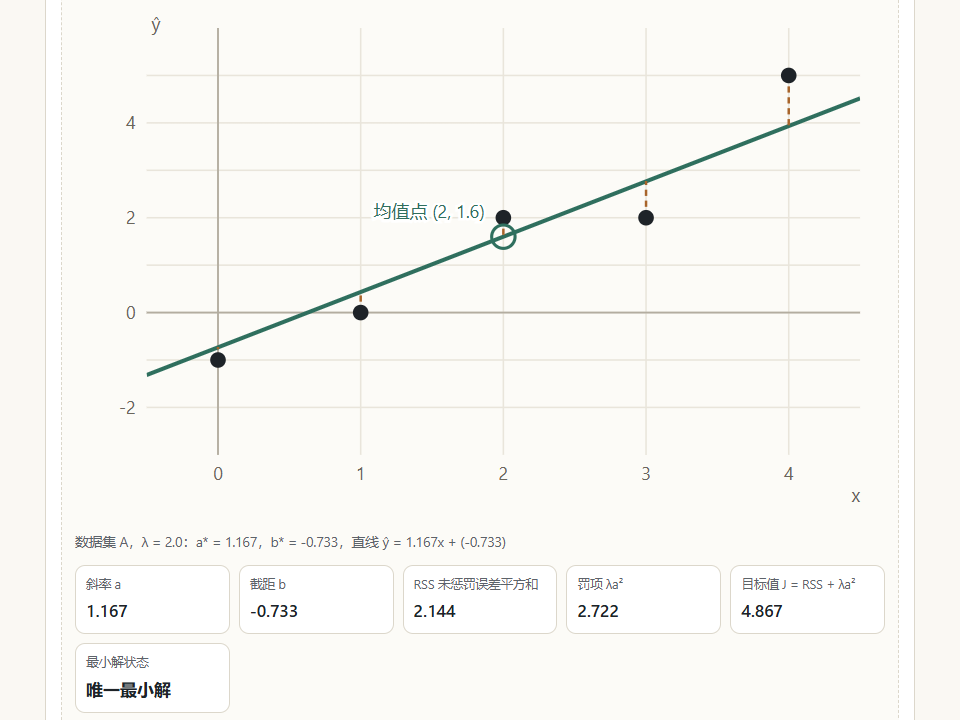 ŷ
4
均值点 (2, 1.6)
2
0
-2
0 1 2 3 4
x
数据集 A，λ = 2.0：a* = 1.167，b* = -0.733，直线 ŷ = 1.167x + (-0.733)
斜率 a
1.167
截距 b
-0.733
RSS 未惩罚误差平方和
2.144
罚项 λa²
2.722
目标值 J = RSS + λa²
4.867
最小解状态
唯一最小解